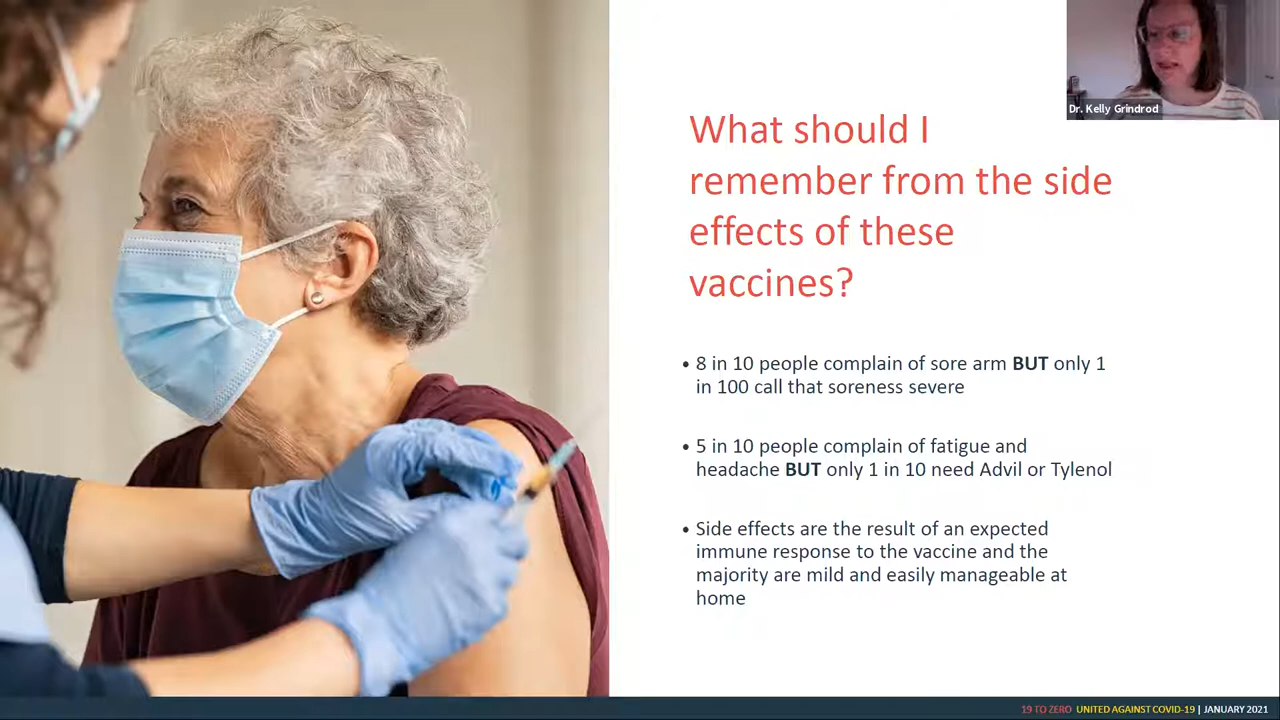 Dr. Kelly Grindrod
What should I
remember from the side
effects of these
vaccines?
• 8 in 10 people complain of sore arm BUT only 1
in 100 call that soreness severe
• 5 in 10 people complain of fatigue and
headache BUT only 1 in 10 need Advil or Tylenol
• Side effects are the result of an expected
immune response to the vaccine and the
majority are mild and easily manageable at
home
19 TO ZERO UNITED AGAINST COVID-19 | JANUARY 2021